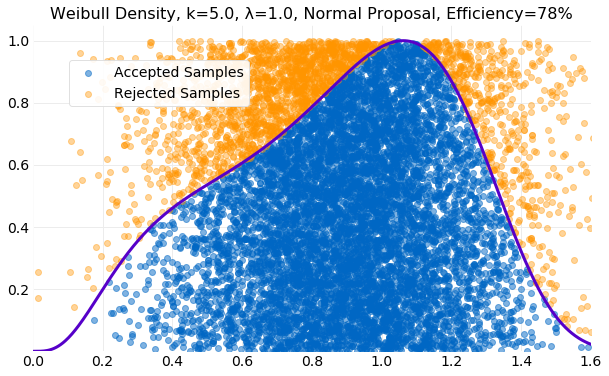 Weibull Density, k=5.0, λ=1.0, Normal Proposal, Efficiency=78%
1.0
Accepted Samples
Rejected Samples
0.8
0.6
0.4
0.2
0.0 0.2 0.4 0.6 0.8 1.0 1.2 1.4 1.6